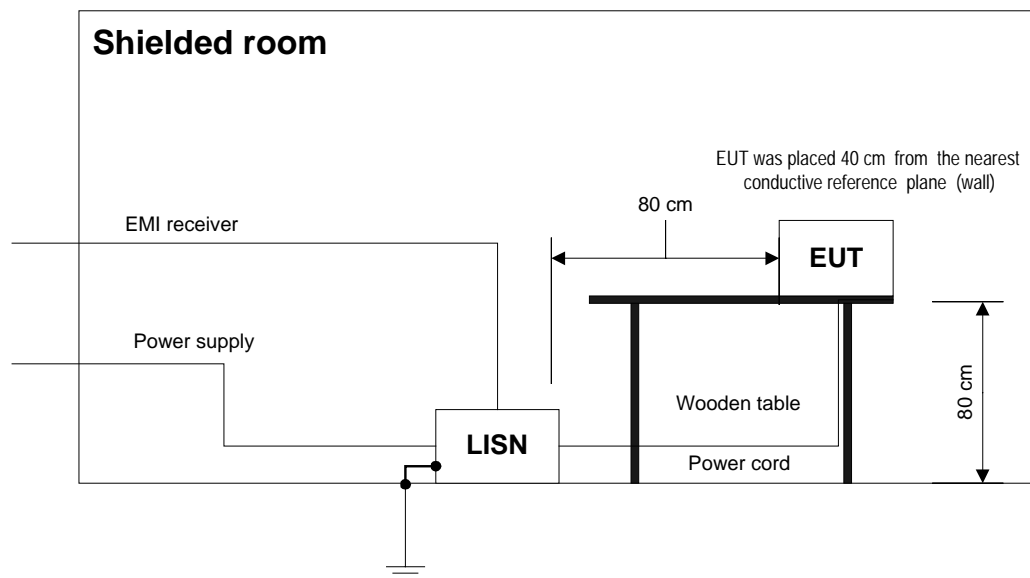 Shielded room
EUT was placed 40 cm from the nearest
conductive reference plane (wall)
80 cm
EMI receiver
EUT
Power supply
Wooden table
80 cm
LISN
Power cord